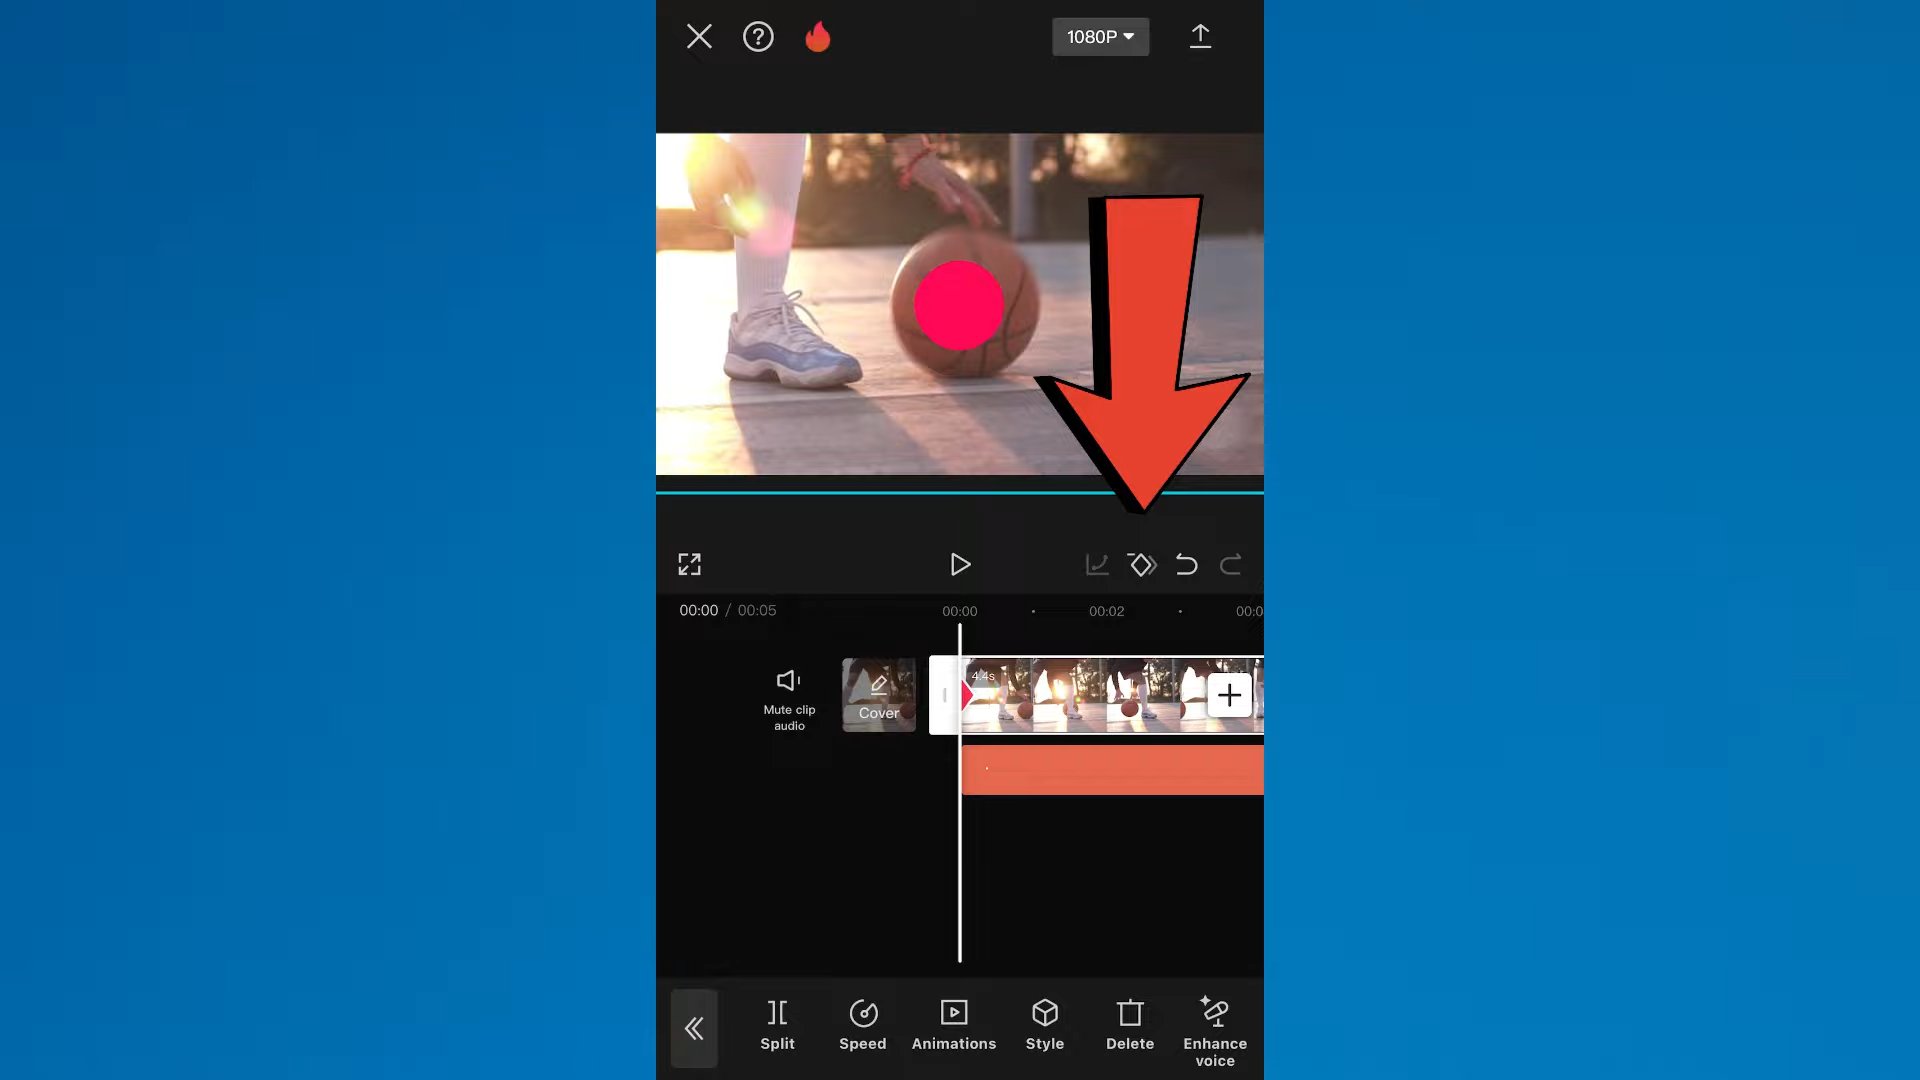 1080P
00:00 / 00:05
00:00
00:02
00:0
Mute clip
audio
Cover
4.4s
Split
Speed
Animations
Style
Delete
Enhance
voice